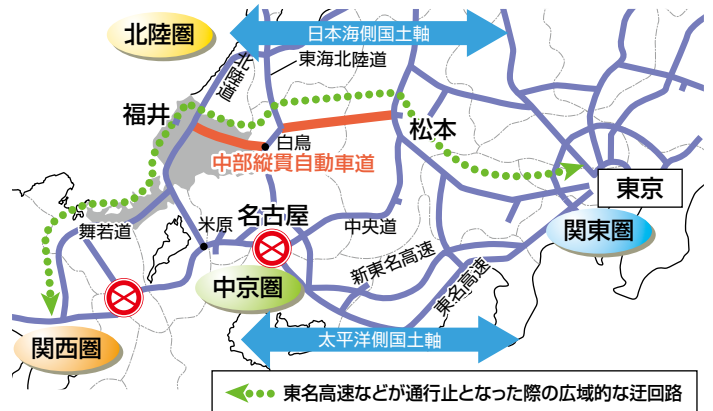 北陸圏
日本海側国土軸
北陸道
東海北陸道
福井
松本
白鳥
中部縦貫自動車道
東京
舞若道
米原
名古屋
中央道
関東圏
新東名高速
中京圏
東名高速
太平洋側国土軸
関西圏
東名高速などが通行止となった際の広域的な迂回路